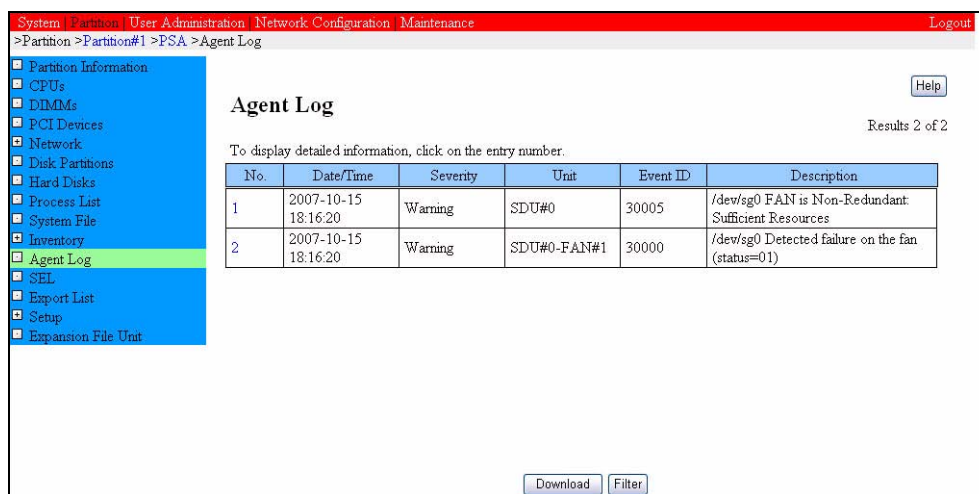 System | Partition | User Administration | Network Configuration | Maintenance Logout
>Partition >Partition#1 >PSA >Agent Log
Partition Information
CPUs
DIMMs
PCI Devices
Network
Disk Partitions
Hard Disks
Process List
System File
Inventory
Agent Log
SEL
Export List
Setup
Expansion File Unit
Help
Agent Log
Results 2 of 2
To display detailed information, click on the entry number.
No. Date/Time Severity Unit Event ID Description
1 2007-10-15 18:16:20 Warning SDU#0 30005 /dev/sg0 FAN is Non-Redundant: Sufficient Resources
2 2007-10-15 18:16:20 Warning SDU#0-FAN#1 30000 /dev/sg0 Detected failure on the fan (status=01)
Download Filter